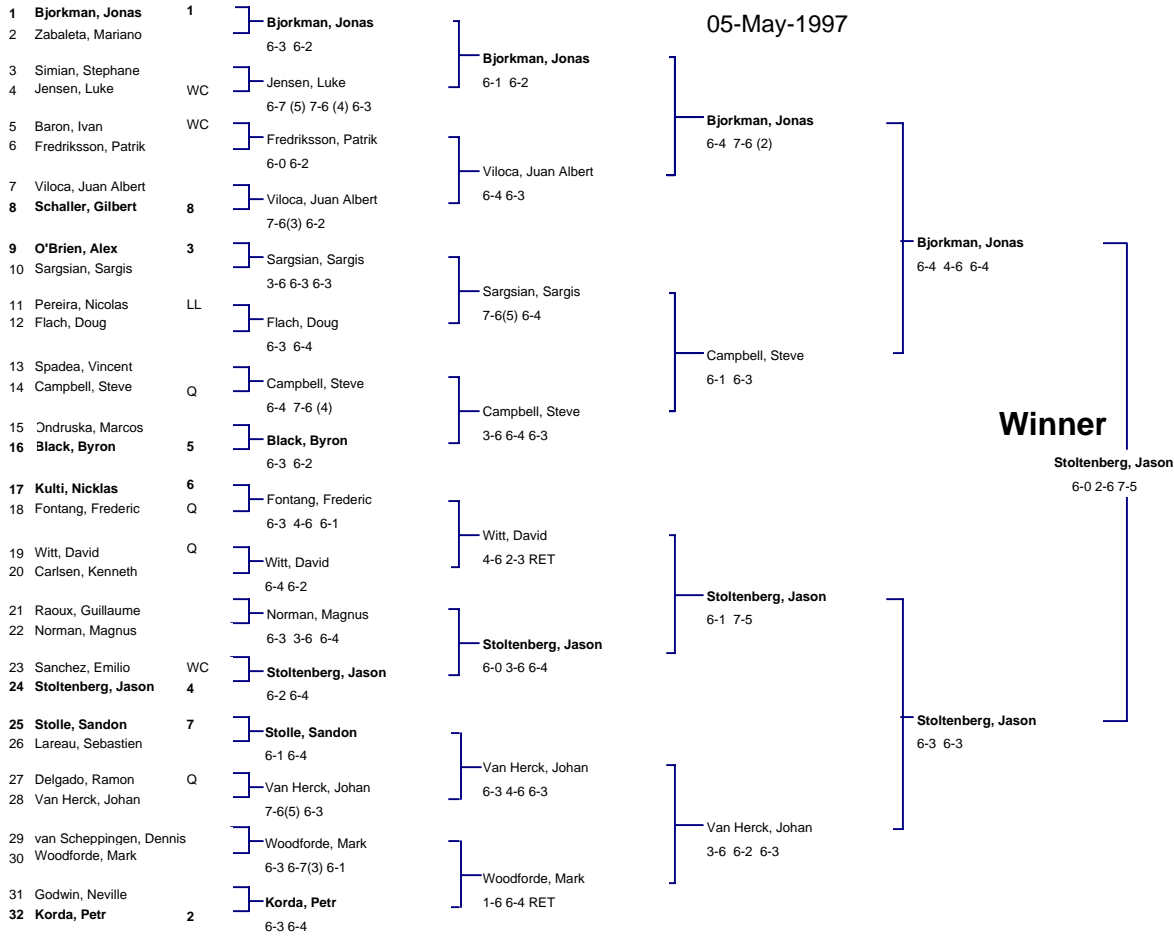 05-May-1997
1 Bjorkman, Jonas 1
2 Zabaleta, Mariano
3 Simian, Stephane
4 Jensen, Luke WC
5 Baron, Ivan WC
6 Fredriksson, Patrik
7 Viloca, Juan Albert
8 Schaller, Gilbert 8
9 O'Brien, Alex 3
10 Sargsian, Sargis
11 Pereira, Nicolas LL
12 Flach, Doug
13 Spadea, Vincent
14 Campbell, Steve Q
15 Ondruska, Marcos
16 Black, Byron 5
17 Kulti, Nicklas 6
18 Fontang, Frederic Q
19 Witt, David Q
20 Carlsen, Kenneth
21 Raoux, Guillaume
22 Norman, Magnus
23 Sanchez, Emilio WC
24 Stoltenberg, Jason 4
25 Stolle, Sandon 7
26 Lareau, Sebastien
27 Delgado, Ramon Q
28 Van Herck, Johan
29 van Scheppingen, Dennis
30 Woodforde, Mark
31 Godwin, Neville
32 Korda, Petr 2
Bjorkman, Jonas
6-3 6-2
Jensen, Luke
6-7 (5) 7-6 (4) 6-3
Fredriksson, Patrik
6-0 6-2
Viloca, Juan Albert
7-6(3) 6-2
Sargsian, Sargis
3-6 6-3 6-3
Flach, Doug
6-3 6-4
Campbell, Steve
6-4 7-6 (4)
Black, Byron
6-3 6-2
Fontang, Frederic
6-3 4-6 6-1
Witt, David
6-4 6-2
Norman, Magnus
6-3 3-6 6-4
Stoltenberg, Jason
6-2 6-4
Stolle, Sandon
6-1 6-4
Van Herck, Johan
7-6(5) 6-3
Woodforde, Mark
6-3 6-7(3) 6-1
Korda, Petr
6-3 6-4
Bjorkman, Jonas
6-1 6-2
Viloca, Juan Albert
6-4 6-3
Sargsian, Sargis
7-6(5) 6-4
Campbell, Steve
3-6 6-4 6-3
Witt, David
4-6 2-3 RET
Stoltenberg, Jason
6-0 3-6 6-4
Van Herck, Johan
6-3 4-6 6-3
Woodforde, Mark
1-6 6-4 RET
Bjorkman, Jonas
6-4 7-6 (2)
Campbell, Steve
6-1 6-3
Stoltenberg, Jason
6-1 7-5
Van Herck, Johan
3-6 6-2 6-3
Bjorkman, Jonas
6-4 4-6 6-4
Stoltenberg, Jason
6-3 6-3
Winner
Stoltenberg, Jason
6-0 2-6 7-5